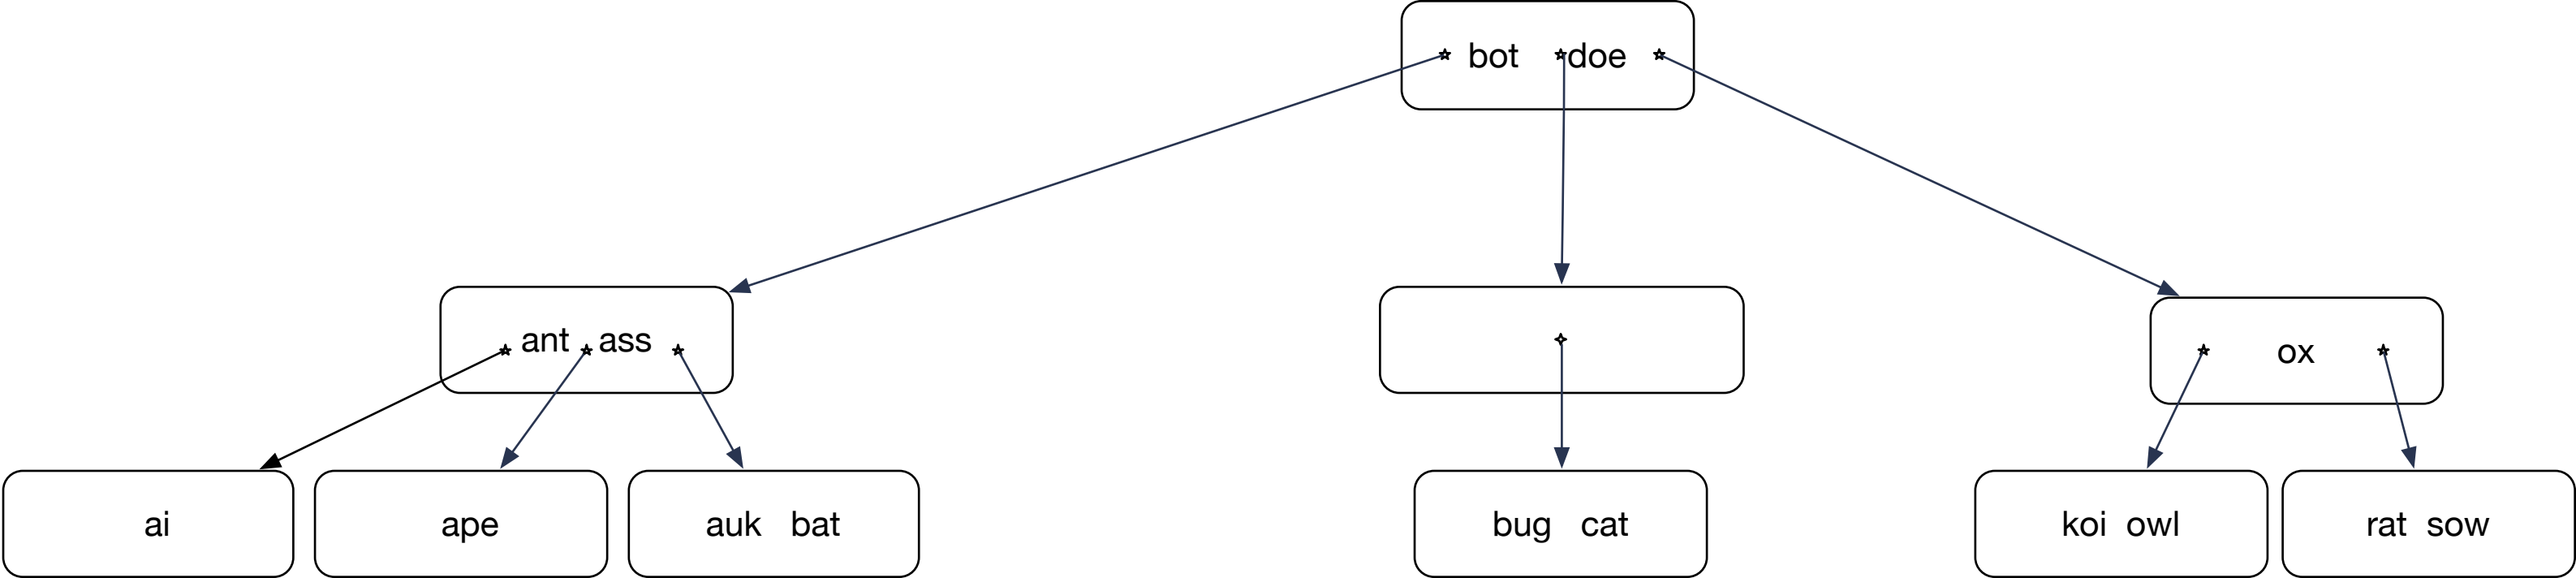 bot doe
ant ass
ox
ai
ape
auk bat
bug cat
koi owl
rat sow